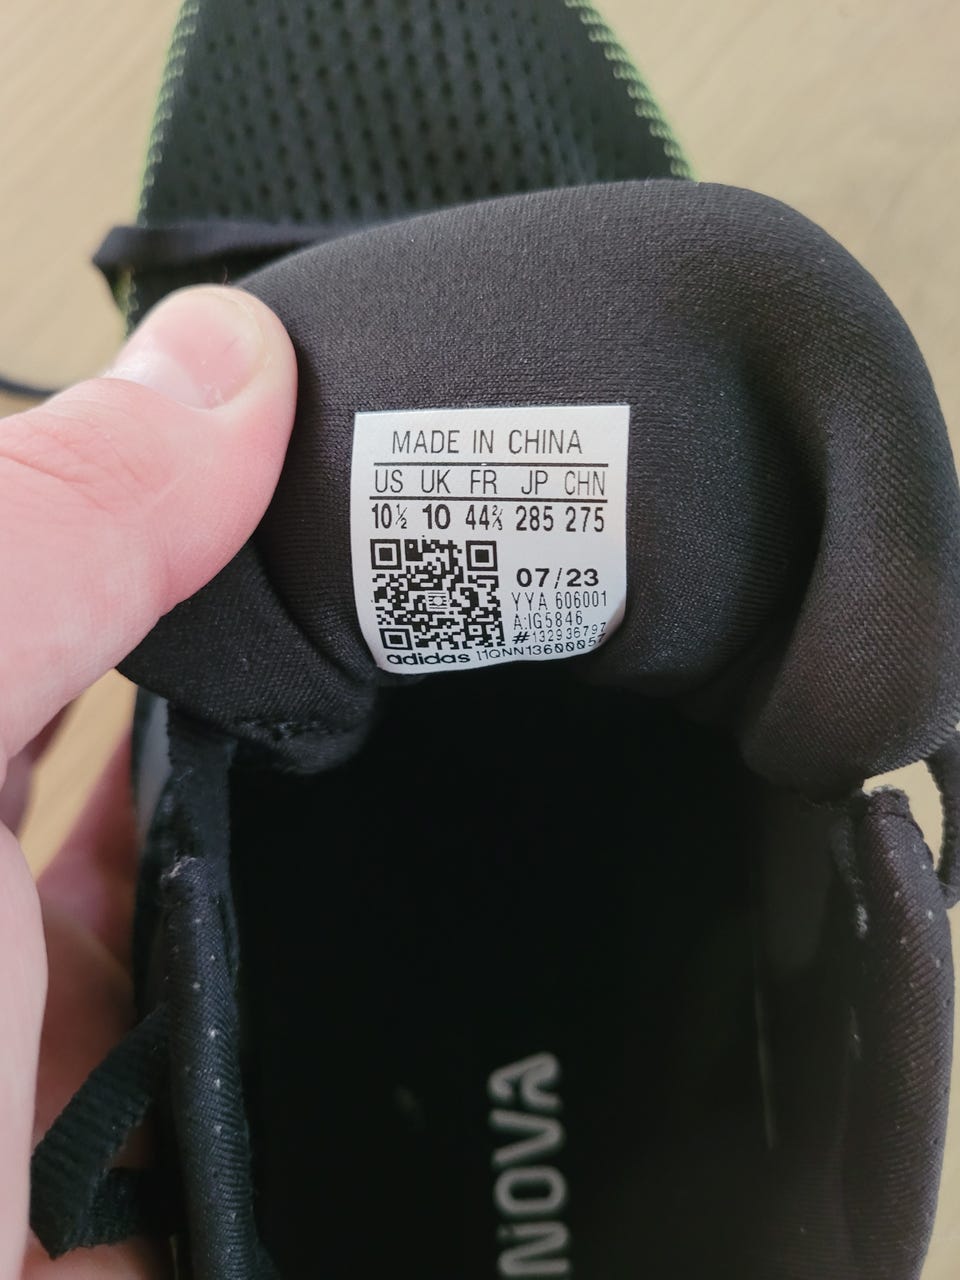 MADE IN CHINA
US UK FR JP CHN
10½ 10 44⅔ 285 275
07/23
YYA 606001
A:IG5846
#132936797
adidas I1QNN13600057
NOVA